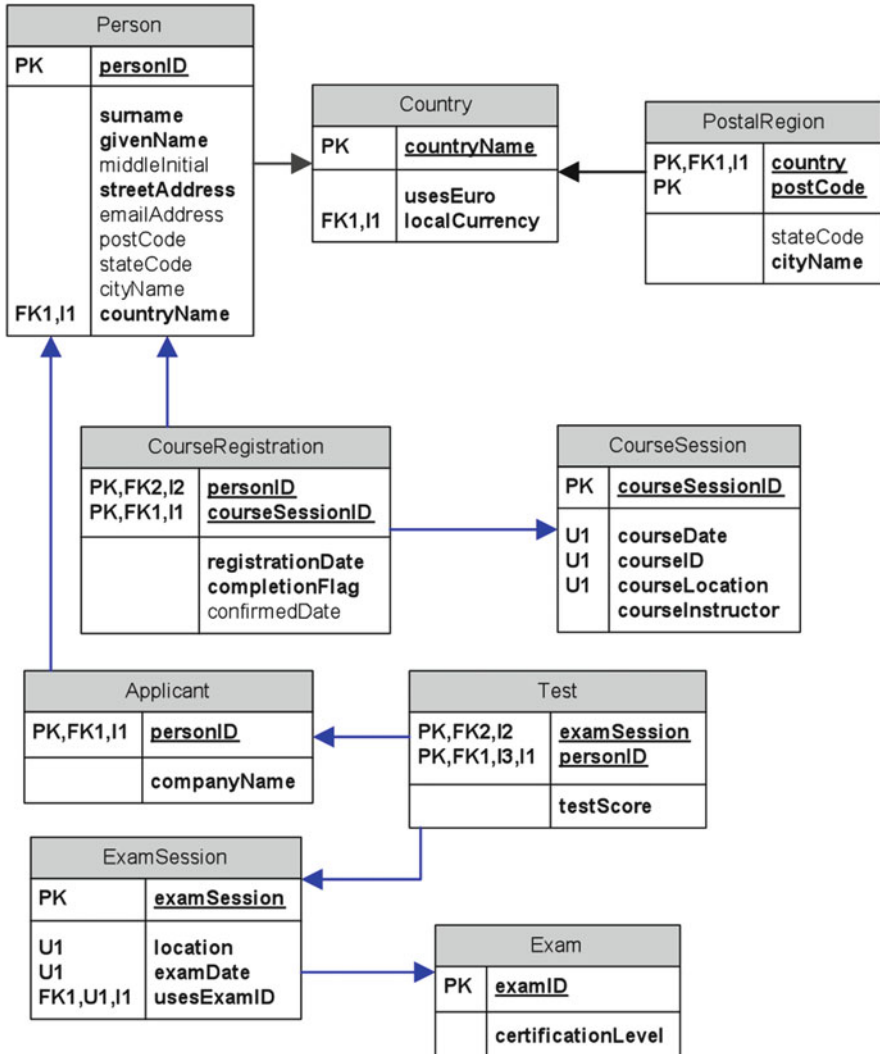 Person
PK personID
surname
givenName
middleInitial
streetAddress
emailAddress
postCode
stateCode
cityName
FK1,I1 countryName
Country
PK countryName
usesEuro
FK1,I1 localCurrency
PostalRegion
PK,FK1,I1 country
PK postCode
stateCode
cityName
CourseRegistration
PK,FK2,I2 personID
PK,FK1,I1 courseSessionID
registrationDate
completionFlag
confirmedDate
CourseSession
PK courseSessionID
U1 courseDate
U1 courseID
U1 courseLocation
courseInstructor
Applicant
PK,FK1,I1 personID
companyName
Test
PK,FK2,I2 examSession
PK,FK1,I3,I1 personID
testScore
ExamSession
PK examSession
U1 location
U1 examDate
FK1,U1,I1 usesExamID
Exam
PK examID
certificationLevel